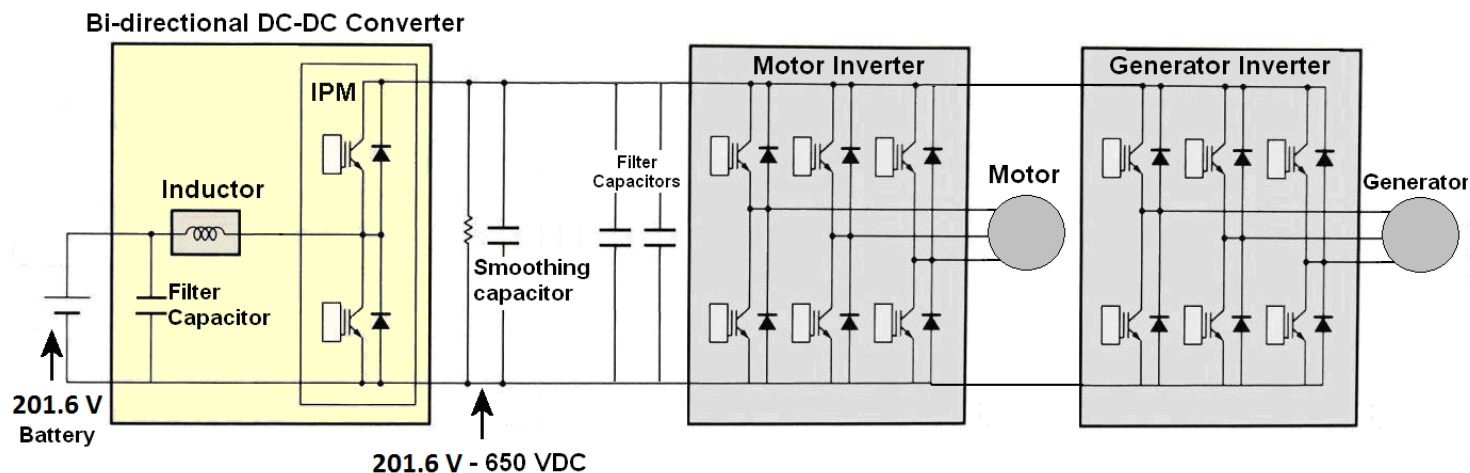 Bi-directional DC-DC Converter
IPM
Inductor
Filter
Capacitor
201.6 V
Battery
Smoothing
capacitor
201.6 V - 650 VDC
Filter
Capacitors
Motor Inverter
Motor
Generator Inverter
Generator